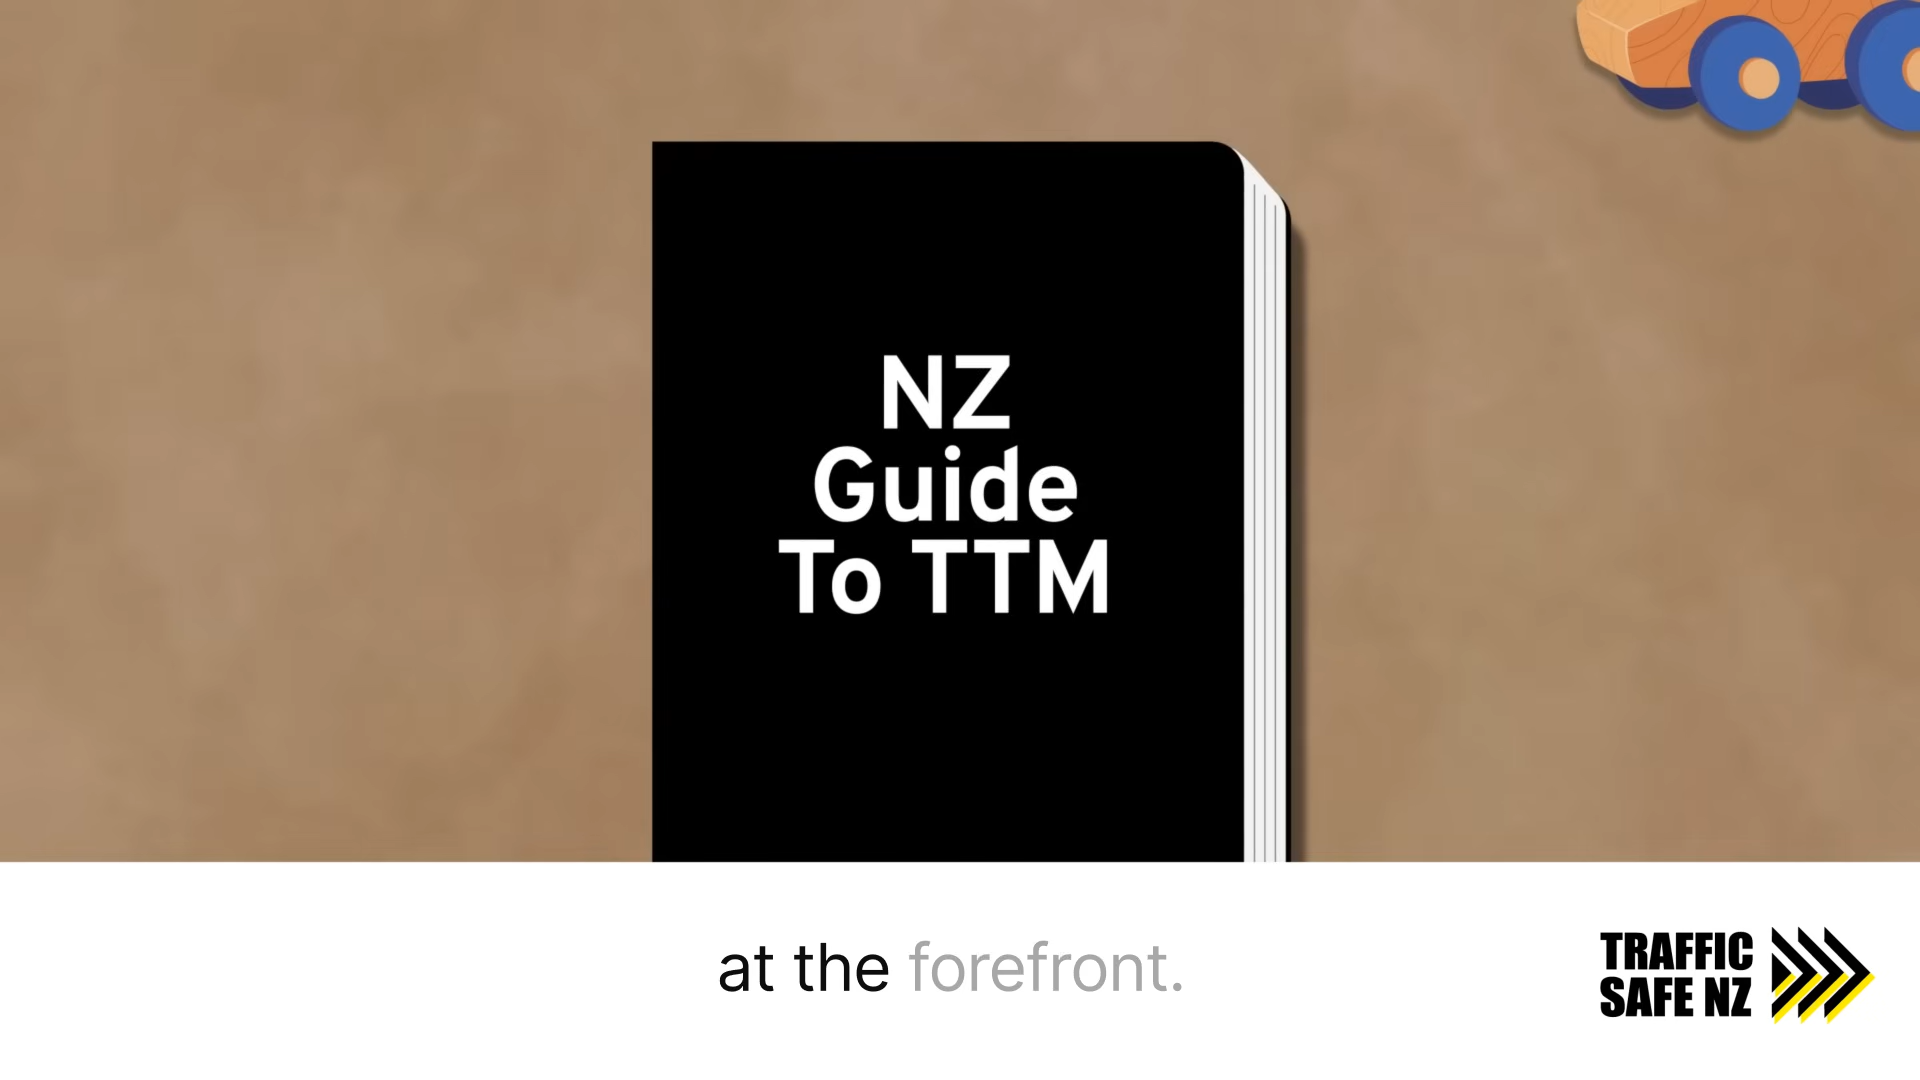 NZ
Guide
To TTM
at the forefront.
TRAFFIC
SAFE NZ